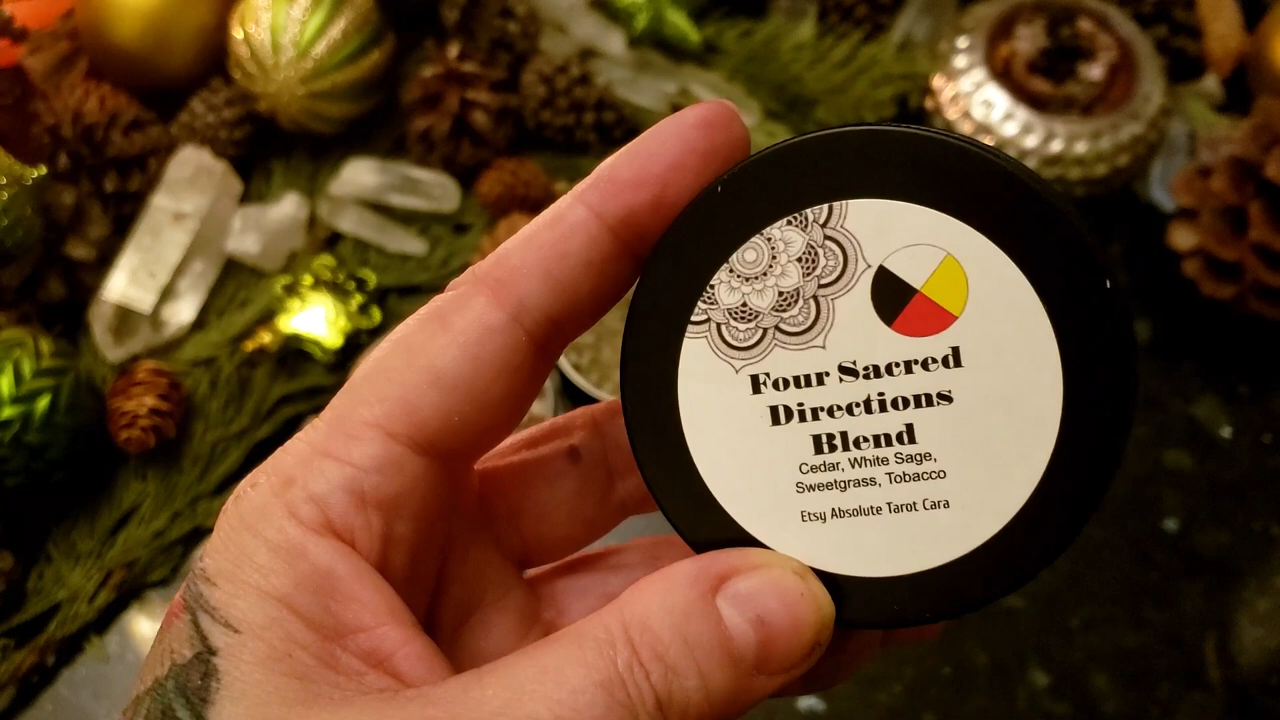 Four Sacred
Directions
Blend
Cedar, White Sage,
Sweetgrass, Tobacco
Etsy Absolute Tarot Cara